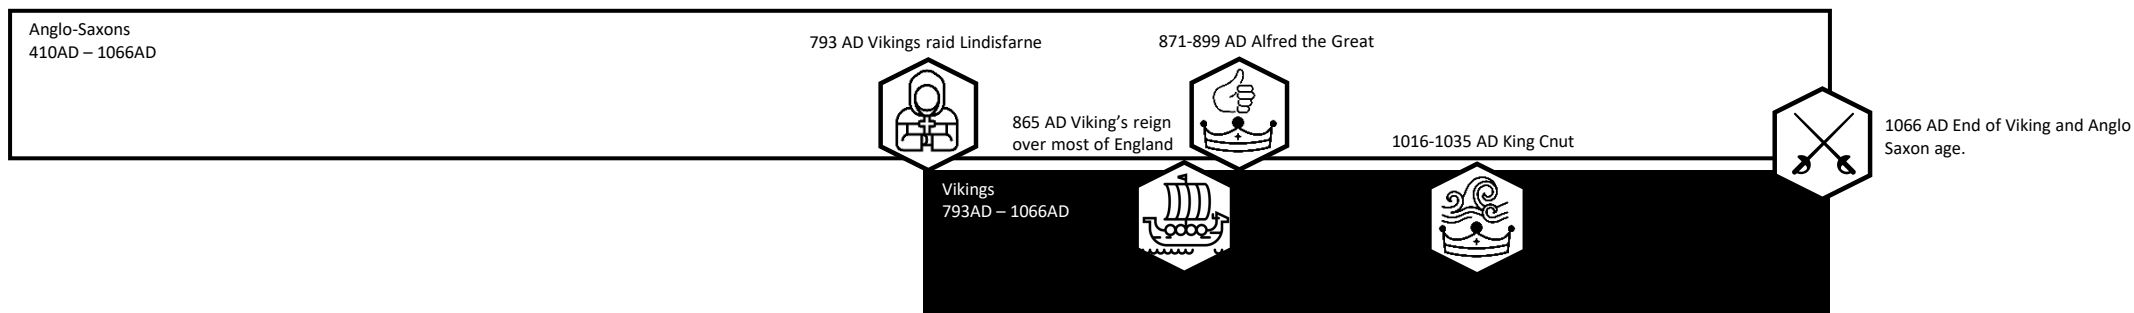 Anglo-Saxons
410AD – 1066AD
793 AD Vikings raid Lindisfarne
871-899 AD Alfred the Great
865 AD Viking’s reign
over most of England
1016-1035 AD King Cnut
1066 AD End of Viking and Anglo
Saxon age.
Vikings
793AD – 1066AD